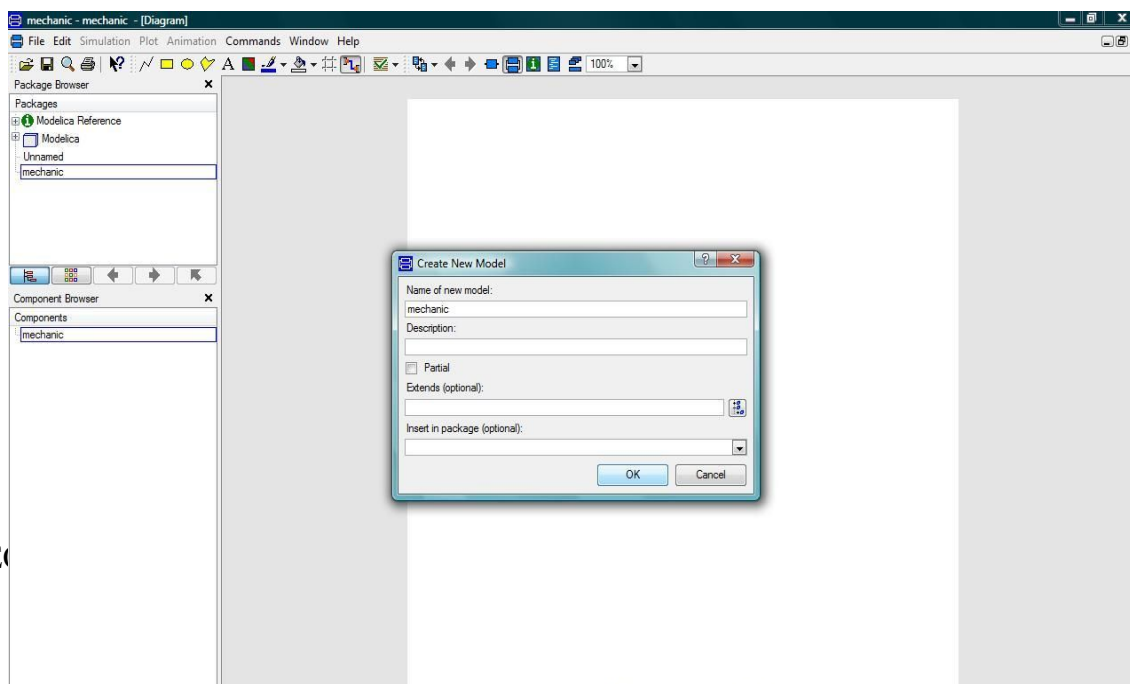 mechanic - mechanic - [Diagram]
File Edit Simulation Plot Animation Commands Window Help
A 100%
Package Browser
Packages
Modelica Reference
Modelica
Unnamed
mechanic
Component Browser
Components
mechanic
Create New Model
Name of new model:
mechanic
Description:
Partial
Extends (optional):
Insert in package (optional):
OK Cancel